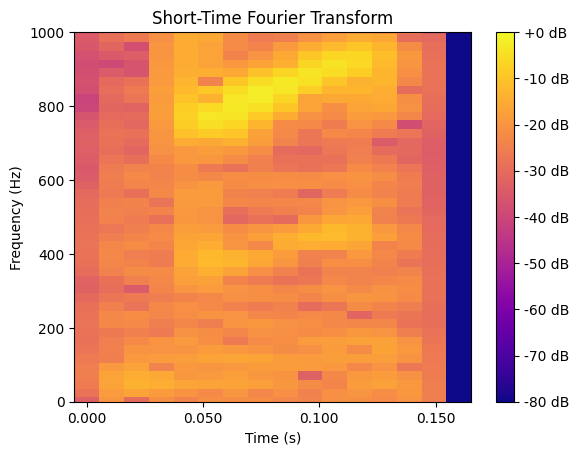 Short-Time Fourier Transform
1000
800
600
400
200
0
Frequency (Hz)
0.000
0.050
0.100
0.150
Time (s)
+0 dB
-10 dB
-20 dB
-30 dB
-40 dB
-50 dB
-60 dB
-70 dB
-80 dB